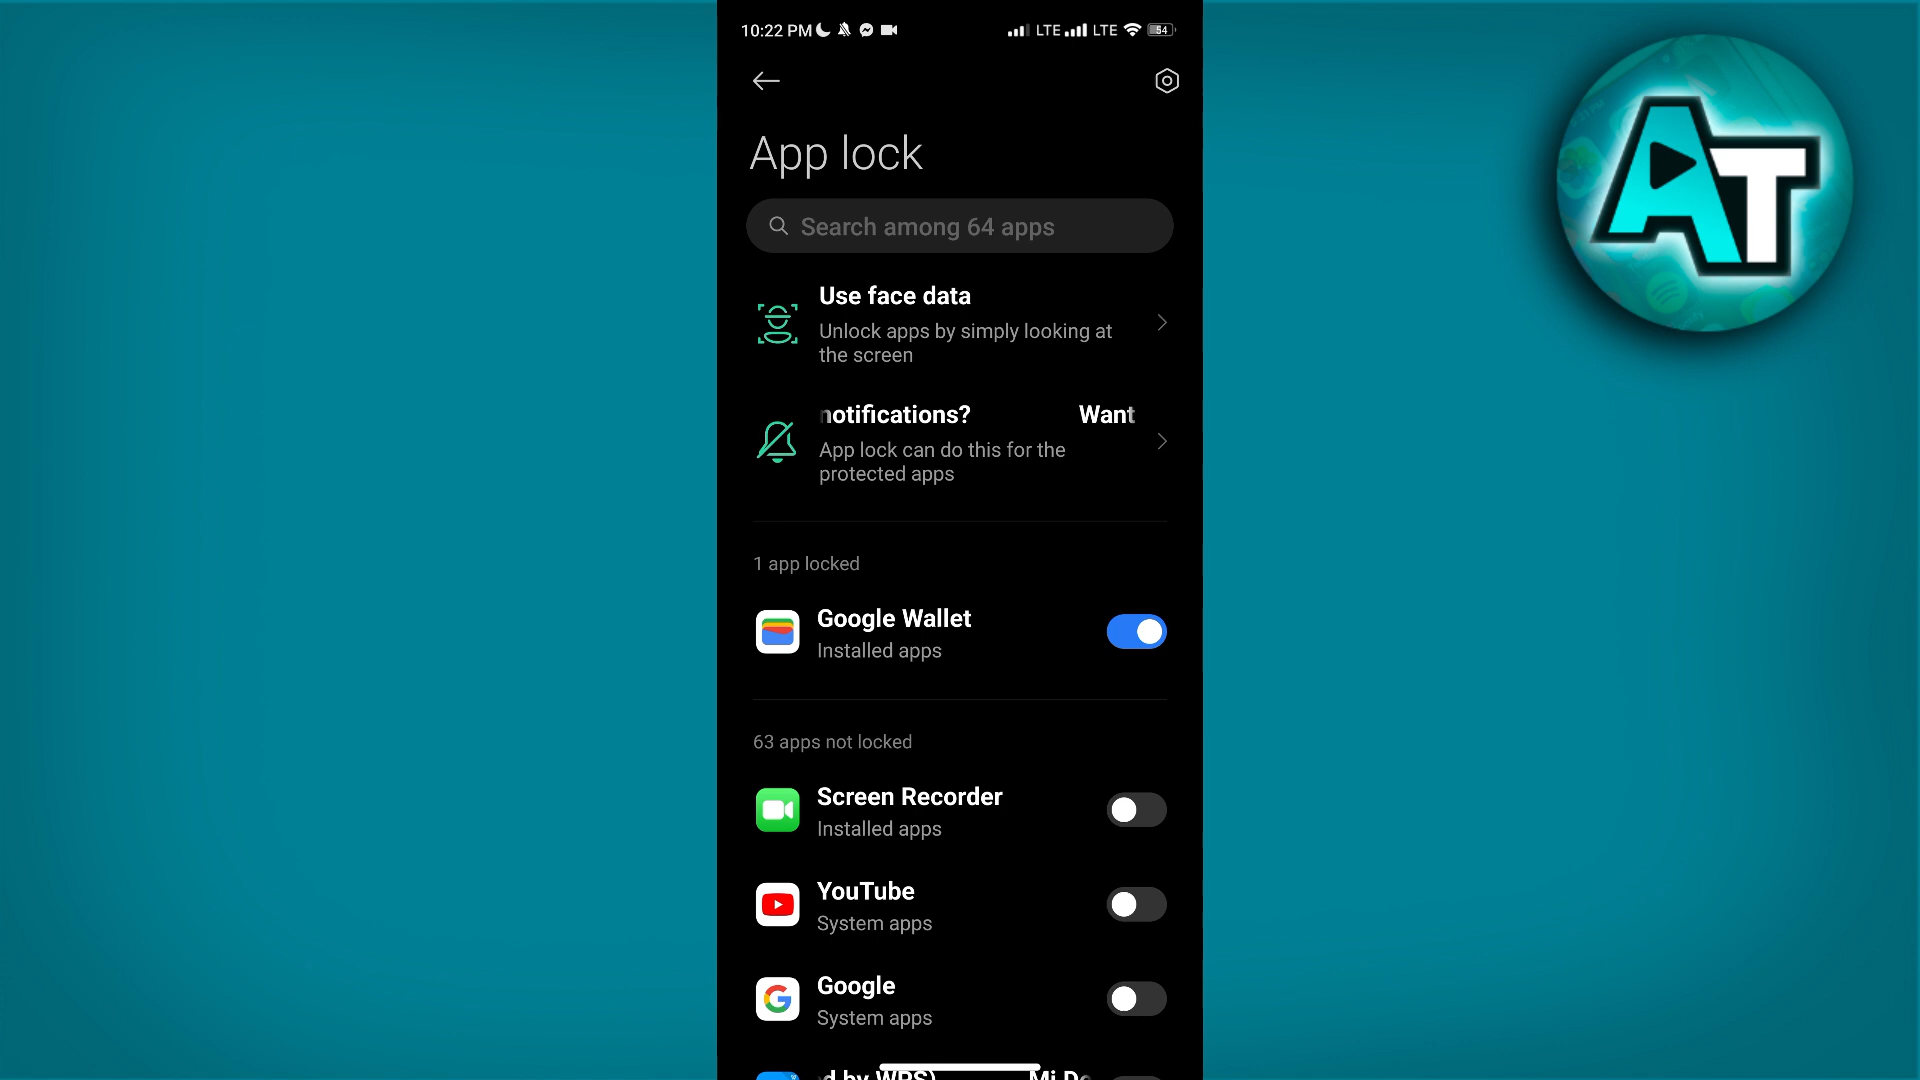 10:22 PM LTE LTE 54
AT
App lock
Search among 64 apps
Use face data
Unlock apps by simply looking at
the screen
notifications? Want
App lock can do this for the
protected apps
1 app locked
Google Wallet
Installed apps
63 apps not locked
Screen Recorder
Installed apps
YouTube
System apps
Google
System apps
d by WPS) Mi Do